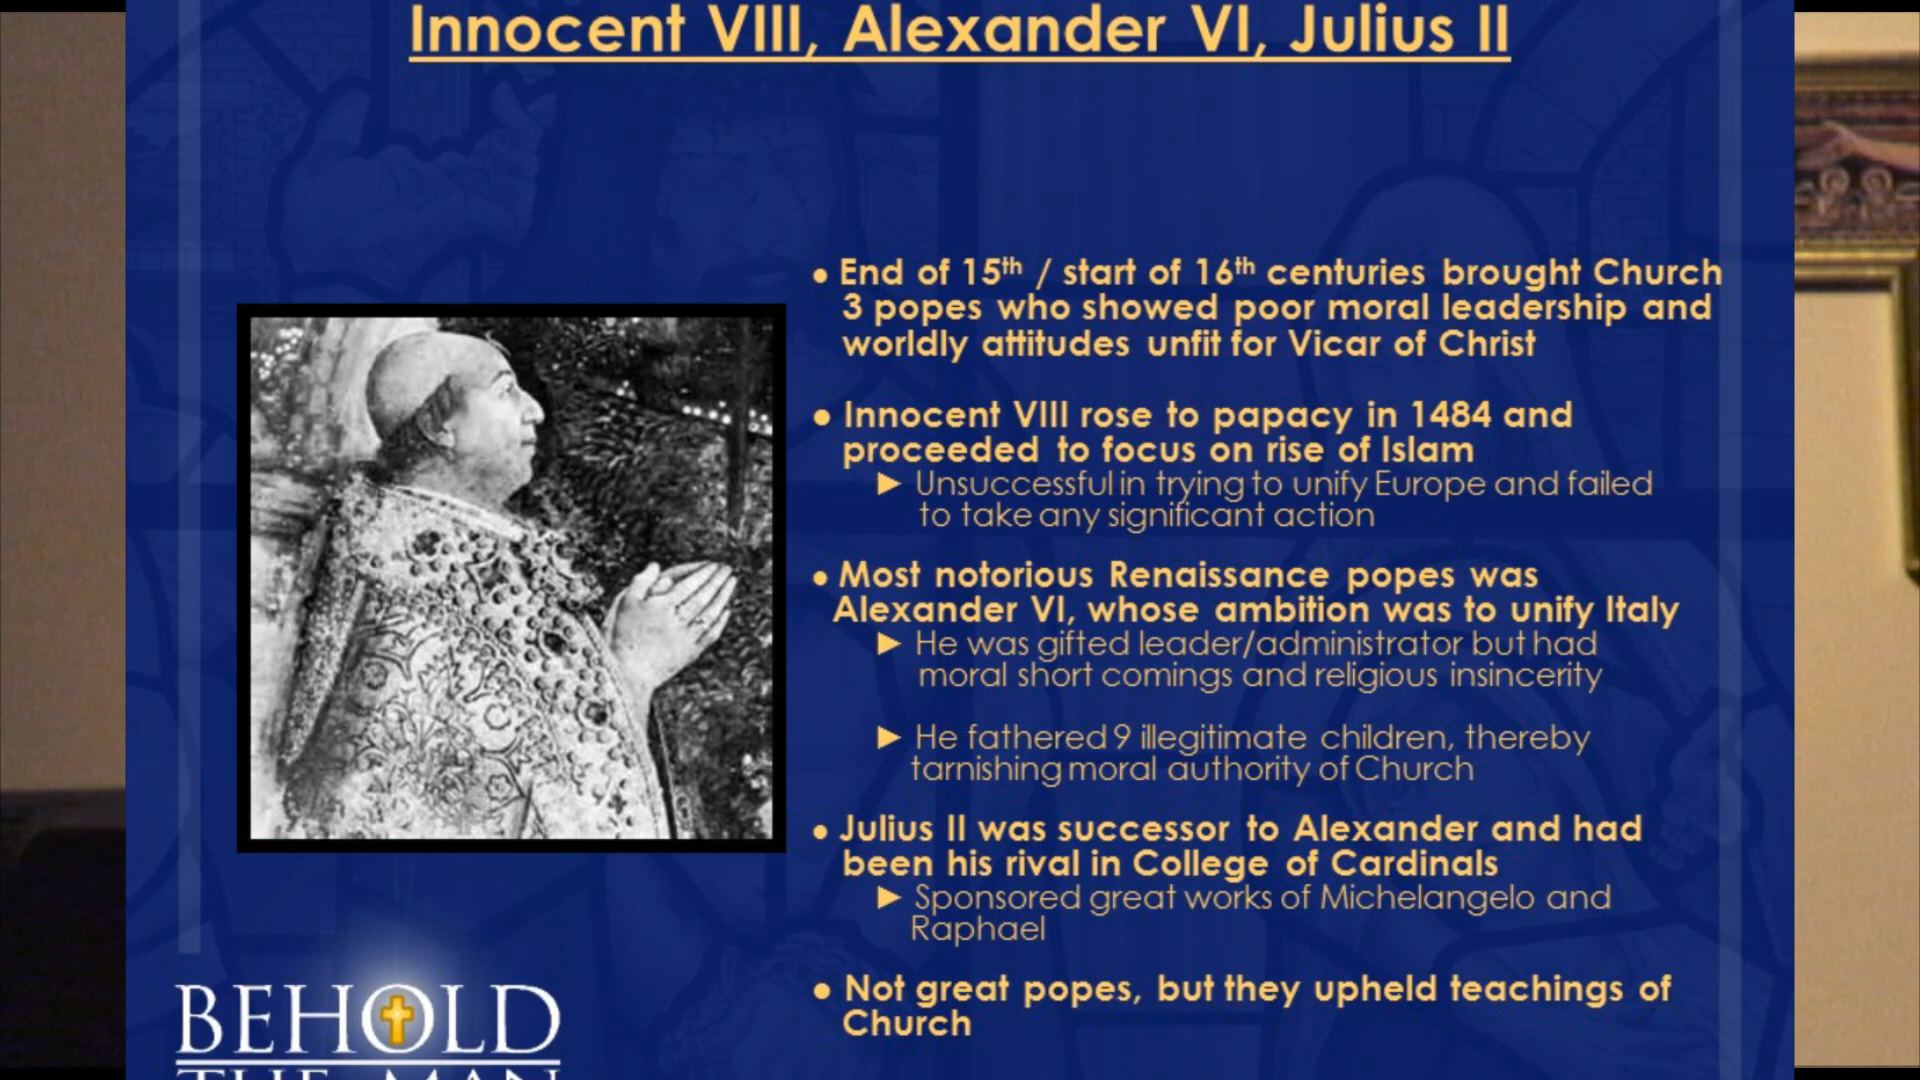 Innocent VIII, Alexander VI, Julius II
• End of 15th / start of 16th centuries brought Church
3 popes who showed poor moral leadership and
worldly attitudes unfit for Vicar of Christ
• Innocent VIII rose to papacy in 1484 and
proceeded to focus on rise of Islam
► Unsuccessful in trying to unify Europe and failed
to take any significant action
• Most notorious Renaissance popes was
Alexander VI, whose ambition was to unify Italy
► He was gifted leader/administrator but had
moral short comings and religious insincerity
► He fathered 9 illegitimate children, thereby
tarnishing moral authority of Church
• Julius II was successor to Alexander and had
been his rival in College of Cardinals
► Sponsored great works of Michelangelo and
Raphael
• Not great popes, but they upheld teachings of
Church
BEHOLD
THE MAN